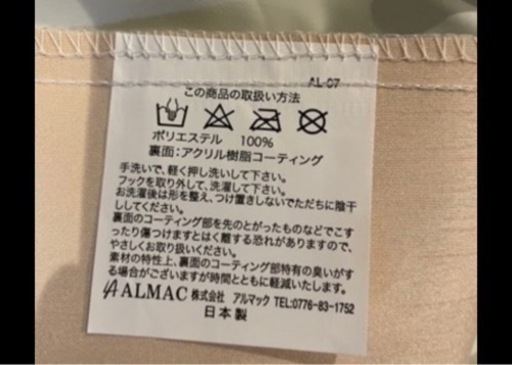 AL-07
この商品の取扱い方法
ポリエステル 100%
裏面:アクリル樹脂コーティング
手洗いで、軽く押し洗いして下さい。
フックを取り外して、洗濯して下さい。
お洗濯後は形を整え、つけ置きしないでただちに陰干
ししてください。
裏面のコーティング部を先のとがったものなどでこす
ったり傷つけますとはく離する恐れがありますので、
やさしくお取り扱いください。
素材の特性上、裏面のコーティング部特有の臭いがす
る場合がございますが時間とともに軽減いたします。
ALMAC 株式会社 アルマック TEL:0776-83-1752
日本製